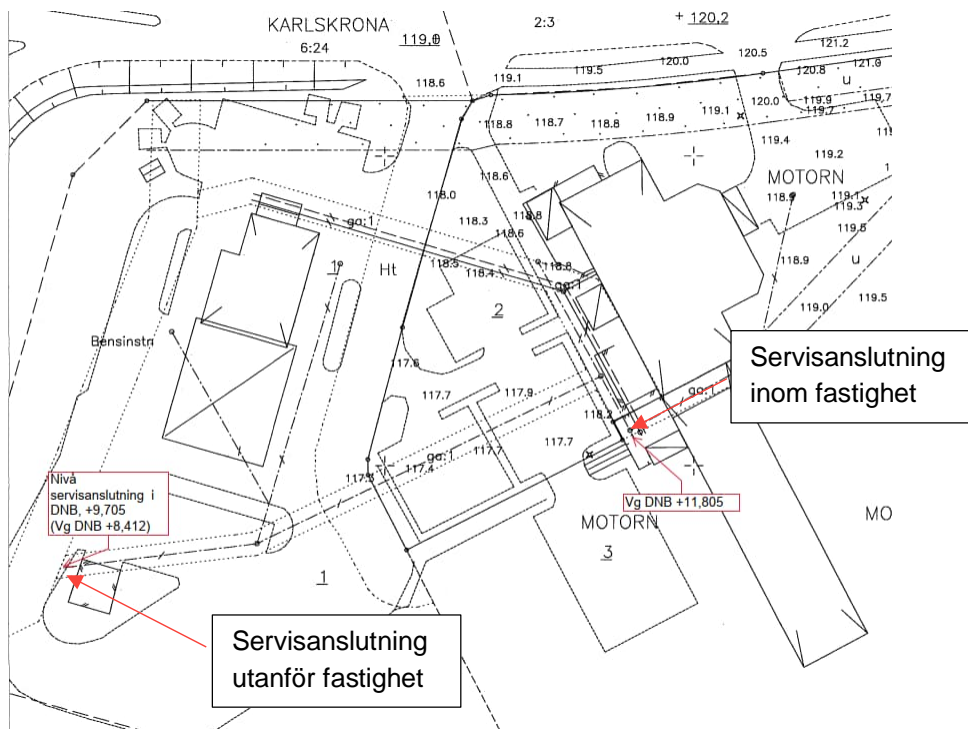 KARLSKRONA
6:24
119,0
2:3
+ 120,2
118.6
119.1
119.5
120.0
120.5
121.2
120.8
121.0
u
118.8
118.7
118.8
118.9
119.1
120.0
119.9
119.7
119.7
119.4
119.2
118.6
MOTORN
118.0
118.9
119.1
119.3
118.3
118.8
118.6
119.5
ga:1
1
Ht
118.5
118.4
118.8
ga:1
118.9
u
119.0
119.5
2
Bensinstn
117.6
Servisanslutning
inom fastighet
117.7
117.9
118.2
ga:1
117.7
117.7
ga:1
117.4
117.3
Nivå
servisanslutning i
DNB, +9,705
(Vg DNB +8,412)
Vg DNB +11,805
MOTORN
MO
3
1
Servisanslutning
utanför fastighet